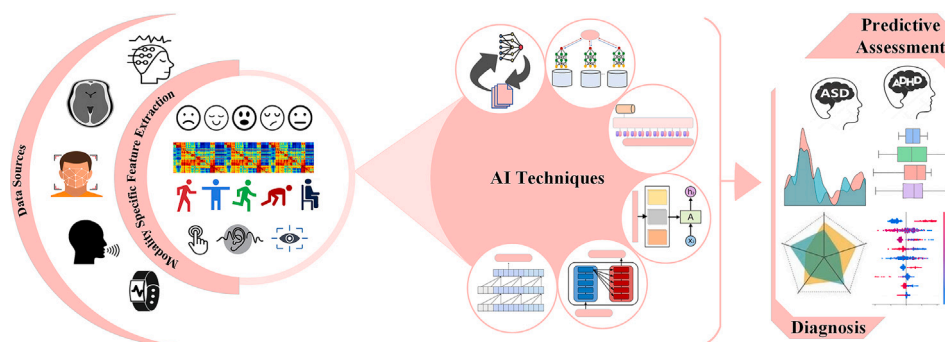 Data Sources
Modality Specific Feature Extraction
AI Techniques
h
A
x
Predictive
Assessment
ASD
ADHD
Diagnosis